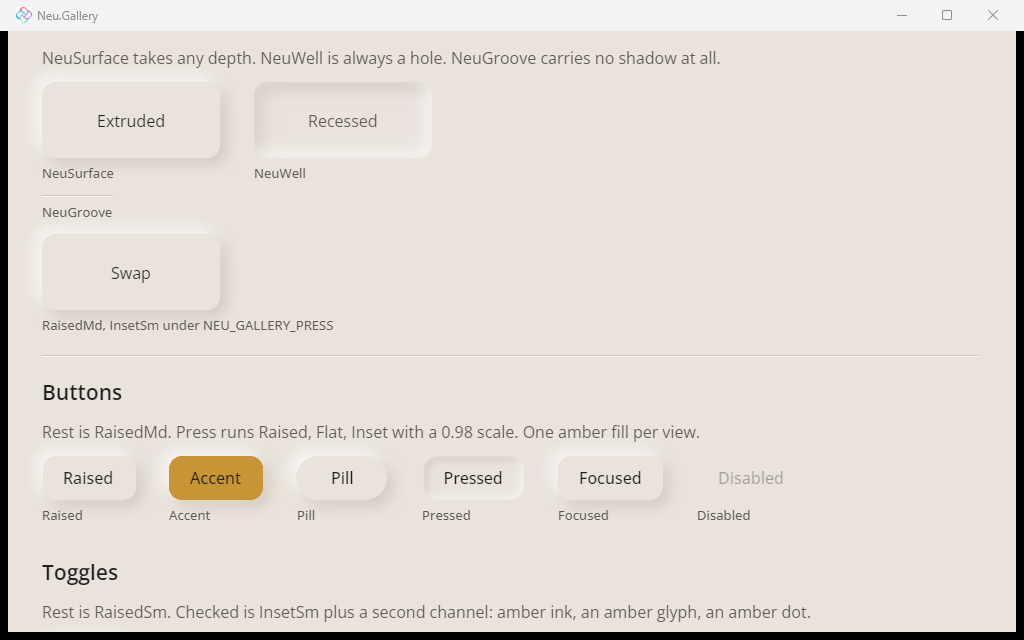 Neu.Gallery
NeuSurface takes any depth. NeuWell is always a hole. NeuGroove carries no shadow at all.
Extruded
Recessed
NeuSurface
NeuWell
NeuGroove
Swap
RaisedMd, InsetSm under NEU_GALLERY_PRESS
Buttons
Rest is RaisedMd. Press runs Raised, Flat, Inset with a 0.98 scale. One amber fill per view.
Raised
Accent
Pill
Pressed
Focused
Disabled
Raised
Accent
Pill
Pressed
Focused
Disabled
Toggles
Rest is RaisedSm. Checked is InsetSm plus a second channel: amber ink, an amber glyph, an amber dot.